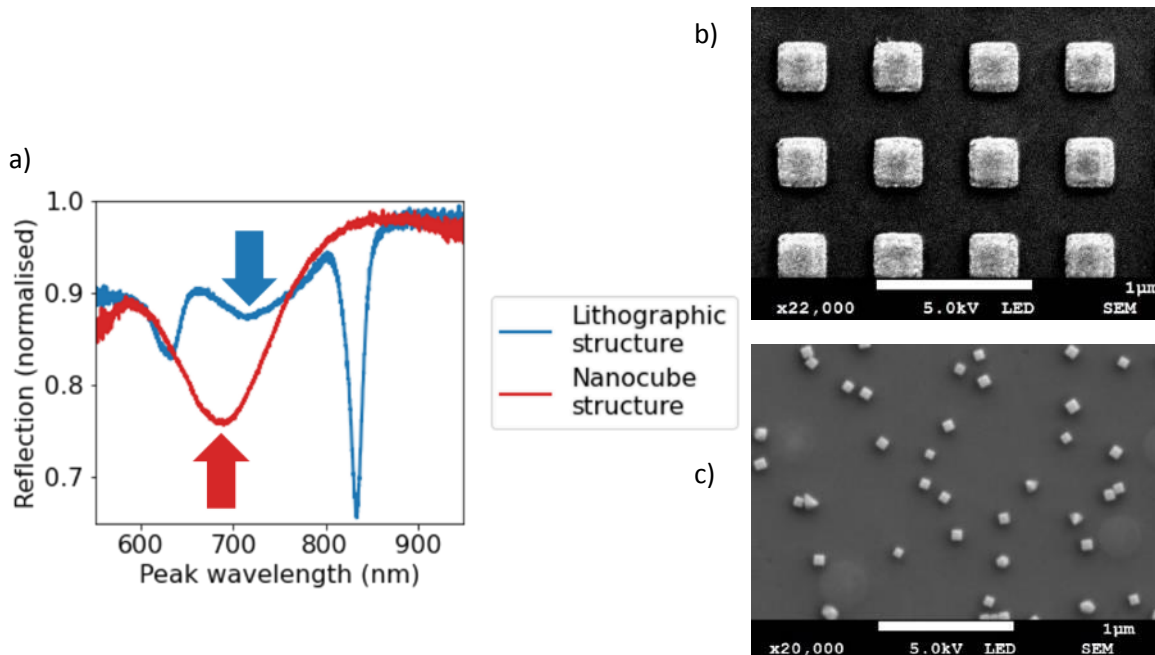 a)
1.0
0.9
0.8
0.7
Reflection (normalised)
600 700 800 900
Peak wavelength (nm)
Lithographic
structure
Nanocube
structure
b)
1μm
x22,000 5.0kV LED SEM
c)
1μm
x20,000 5.0kV LED SEM